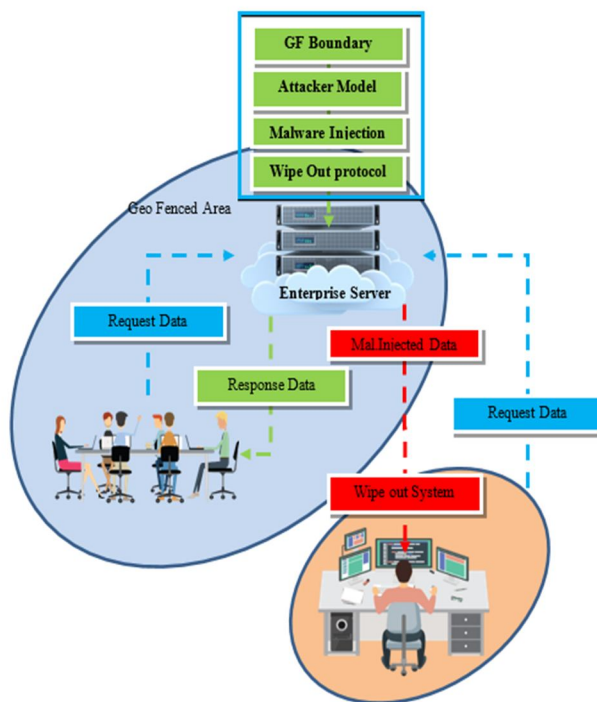 GF Boundary
Attacker Model
Malware Injection
Wipe Out protocol
Geo Fenced Area
Enterprise Server
Request Data
Mal.Injected Data
Response Data
Request Data
Wipe out System